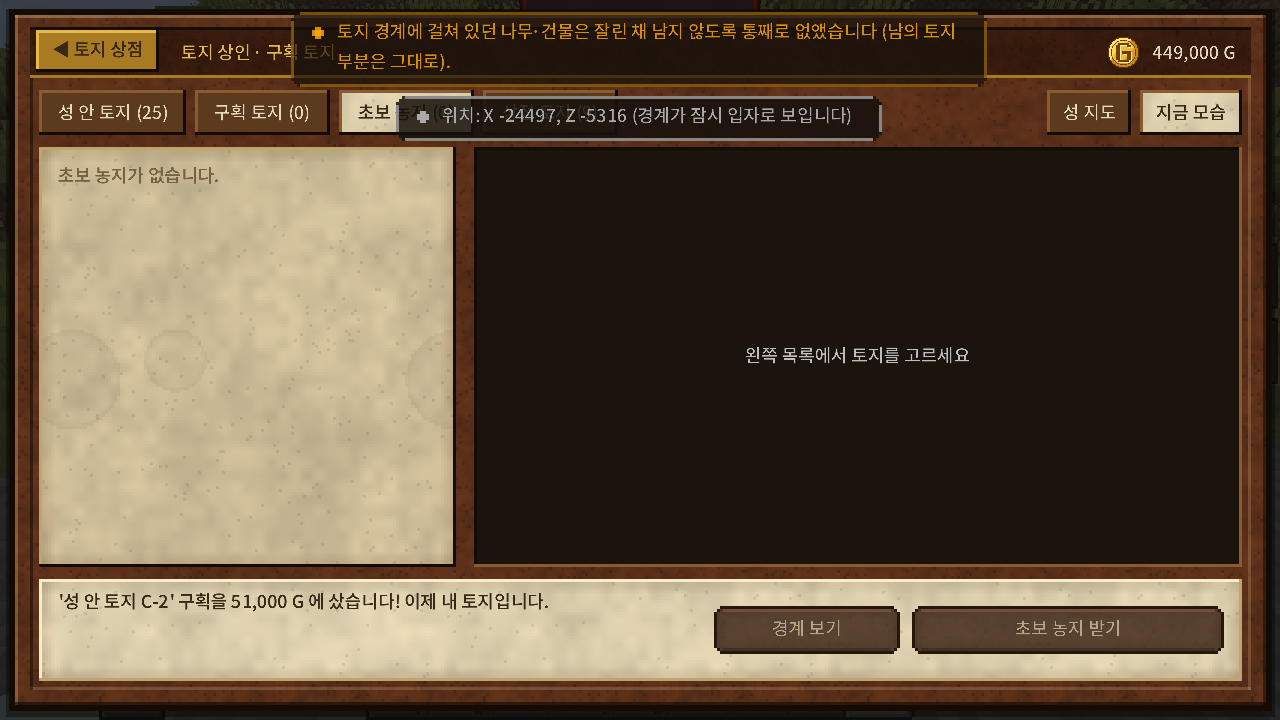 토지 경계에 걸쳐 있던 나무·건물은 잘린 채 남지 않도록 통째로 없앴습니다 (남의 토지
부분은 그대로).
◀ 토지 상점
토지 상인 · 구획 토지
449,000 G
성 안 토지 (25)
구획 토지 (0)
초보
위치: X -24497, Z -5316 (경계가 잠시 입자로 보입니다)
성 지도
지금 모습
초보 농지가 없습니다.
왼쪽 목록에서 토지를 고르세요
'성 안 토지 C-2' 구획을 51,000 G 에 샀습니다! 이제 내 토지입니다.
경계 보기
초보 농지 받기